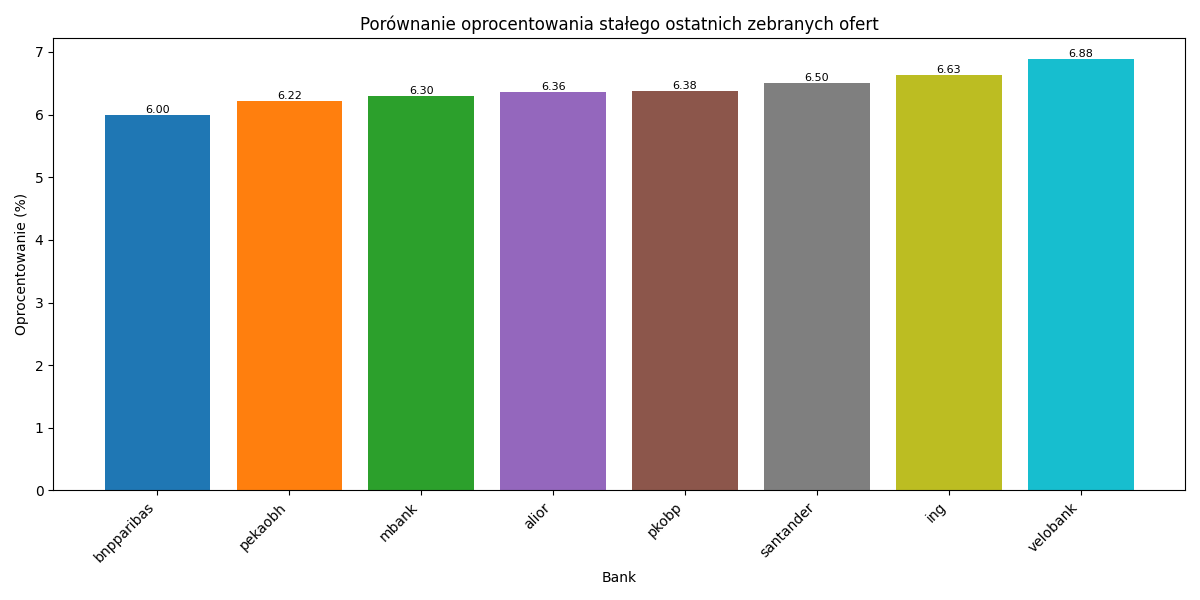 Porównanie oprocentowania stałego ostatnich zebranych ofert
Oprocentowanie (%)
7
6
5
4
3
2
1
0
6.00
6.22
6.30
6.36
6.38
6.50
6.63
6.88
bnpparibas
pekaobh
mbank
alior
pkobp
santander
ing
velobank
Bank